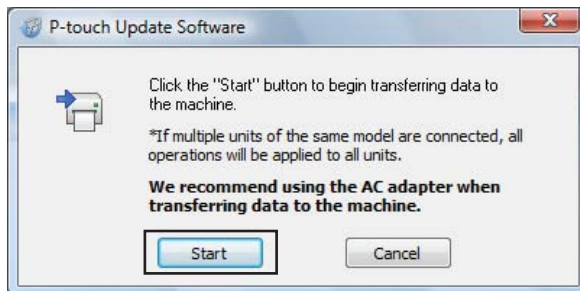 P-touch Update Software
Click the "Start" button to begin transferring data to
the machine.
*If multiple units of the same model are connected, all
operations will be applied to all units.
We recommend using the AC adapter when
transferring data to the machine.
Start
Cancel